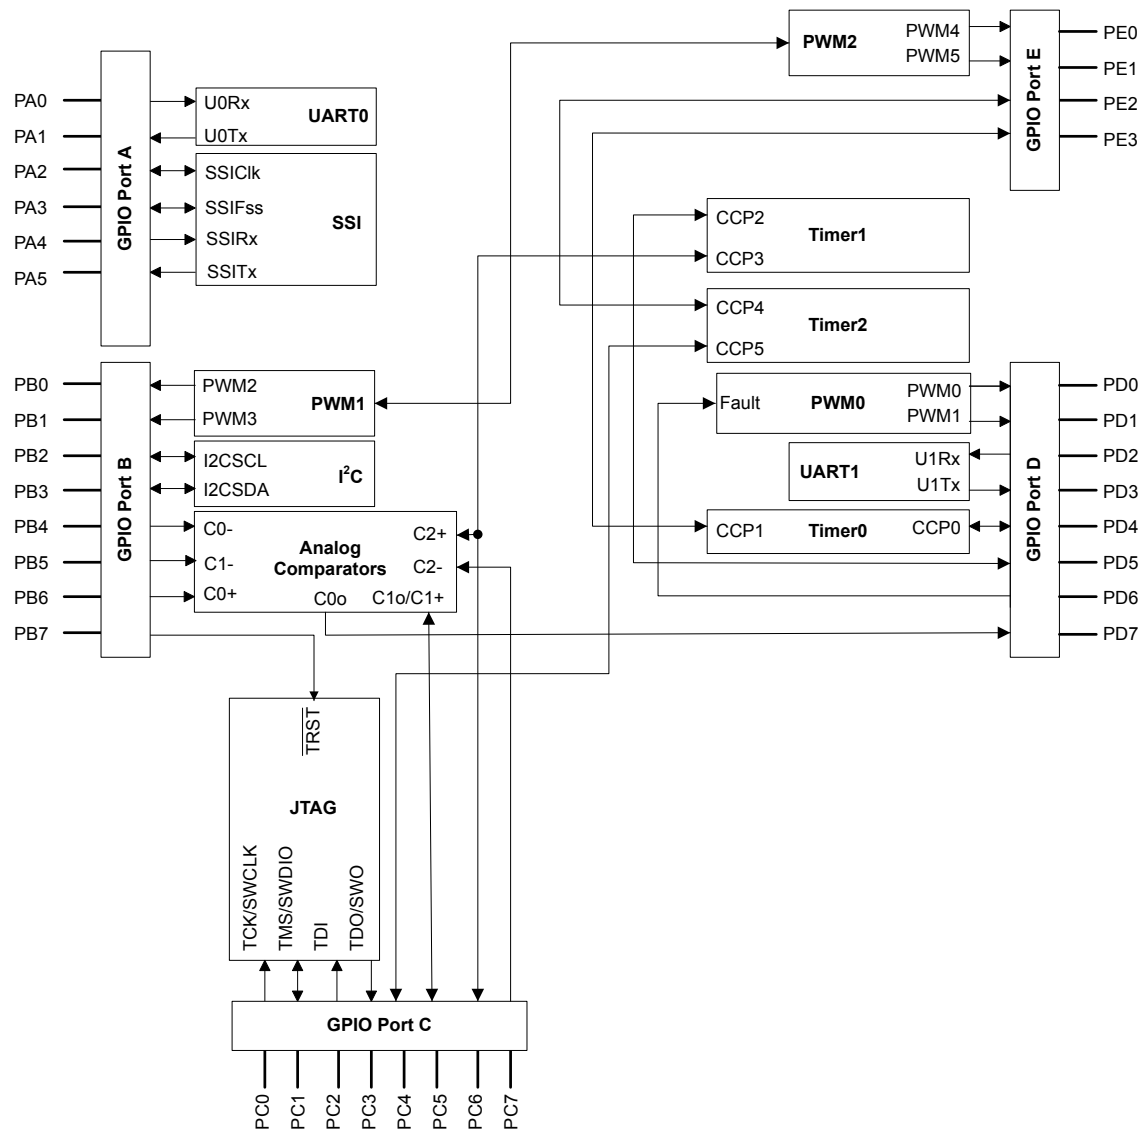 PA0
PA1
PA2
PA3
PA4
PA5
GPIO Port A
U0Rx
U0Tx
UART0
SSIClk
SSIFss
SSIRx
SSITx
SSI
PWM2
PWM4
PWM5
GPIO Port E
PE0
PE1
PE2
PE3
CCP2
CCP3
Timer1
CCP4
CCP5
Timer2
PB0
PB1
PB2
PB3
PB4
PB5
PB6
PB7
GPIO Port B
PWM2
PWM3
PWM1
I2CSCL
I2CSDA
I²C
C0-
C1-
C0+
Analog
Comparators
C2+
C2-
C0o
C1o/C1+
Fault
PWM0
PWM0
PWM1
UART1
U1Rx
U1Tx
CCP1
Timer0
CCP0
GPIO Port D
PD0
PD1
PD2
PD3
PD4
PD5
PD6
PD7
TRST
JTAG
TCK/SWCLK
TMS/SWDIO
TDI
TDO/SWO
GPIO Port C
PC0
PC1
PC2
PC3
PC4
PC5
PC6
PC7